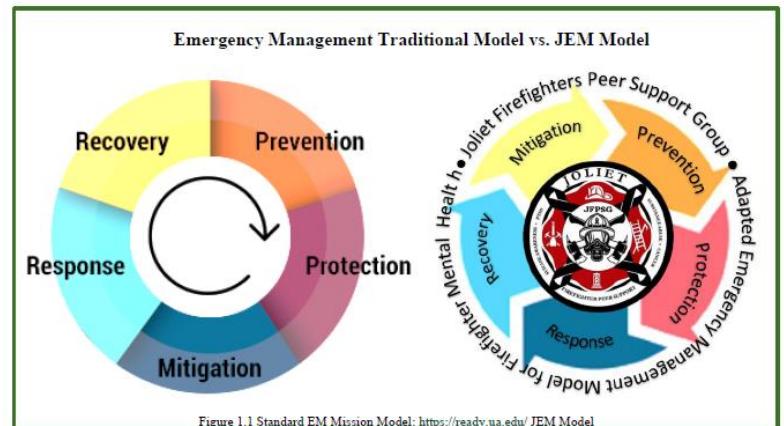 Emergency Management Traditional Model vs. JEM Model
Recovery
Prevention
Response
Protection
Mitigation
Joliet Firefighters Peer Support Group
Adapted Emergency Management Model for Firefighter Mental Health
Mitigation
Prevention
Recovery
Protection
Response
JOLIET
JFPSG
FIREFIGHTER PEER SUPPORT
Figure 1.1 Standard EM Mission Model: https://ready.ua.edu/ JEM Model